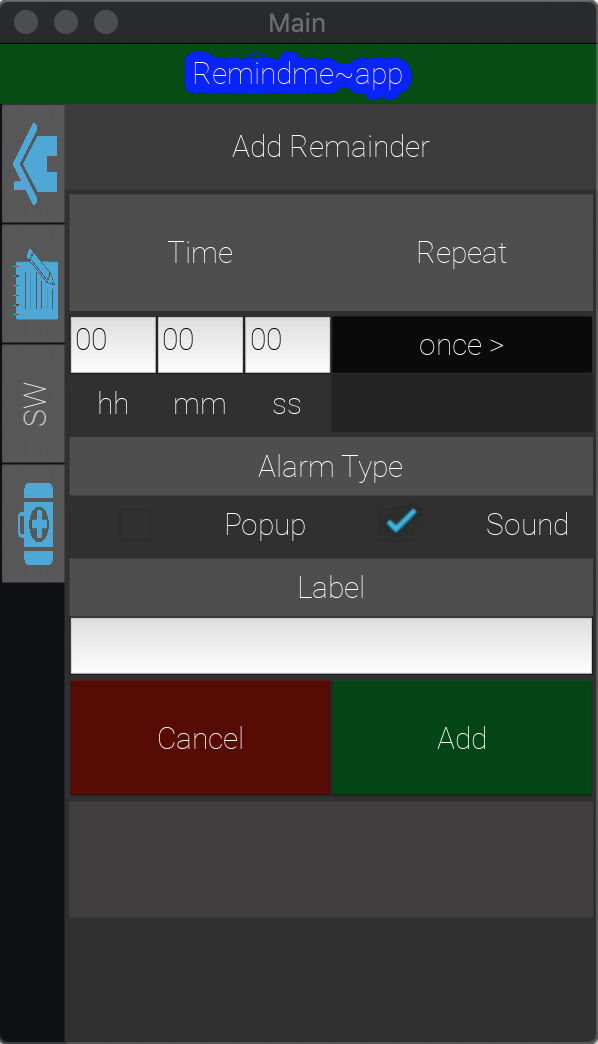 Main
Remindme~app
Add Remainder
Time Repeat
00 00 00 once >
hh mm ss
SW
Alarm Type
Popup Sound
Label
Cancel Add